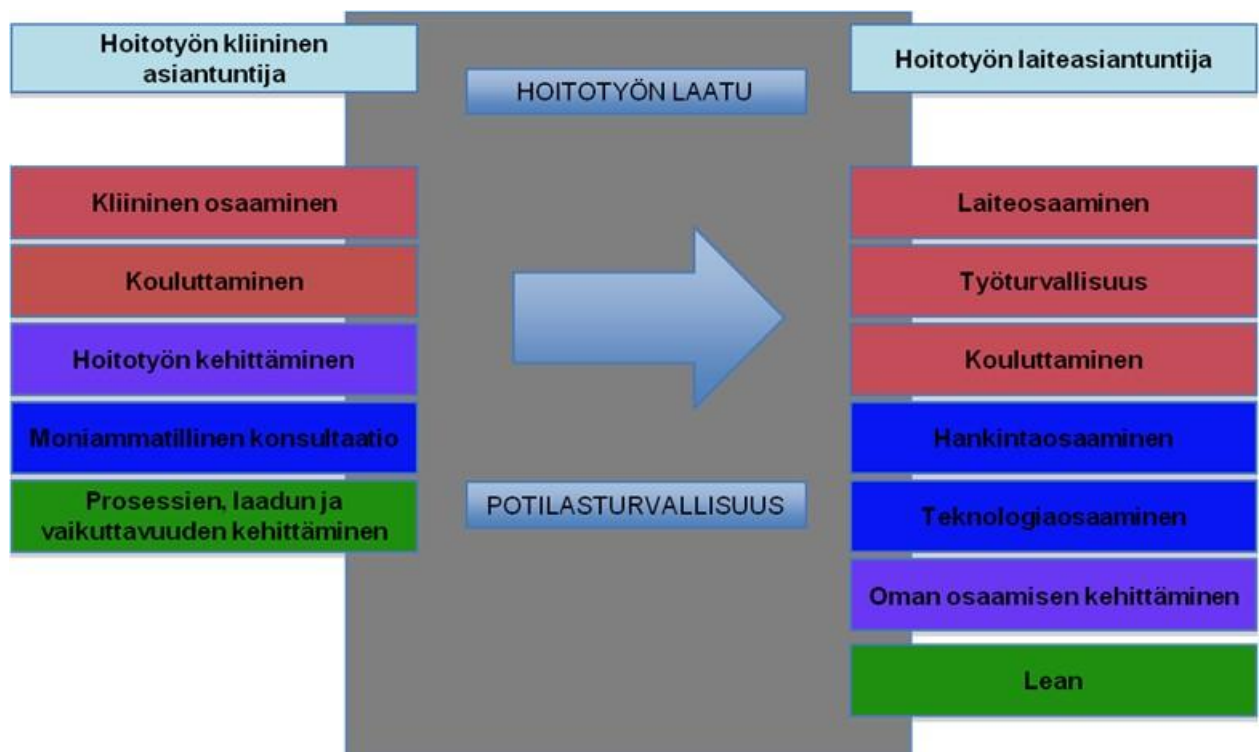 Hoitotyön kliininen
asiantuntija
Kliininen osaaminen
Kouluttaminen
Hoitotyön kehittäminen
Moniammatillinen konsultaatio
Prosessien, laadun ja
vaikuttavuuden kehittäminen
HOITOTYÖN LAATU
POTILASTURVALLISUUS
Hoitotyön laiteasiantuntija
Laiteosaaminen
Työturvallisuus
Kouluttaminen
Hankintaosaaminen
Teknologiaosaaminen
Oman osaamisen kehittäminen
Lean